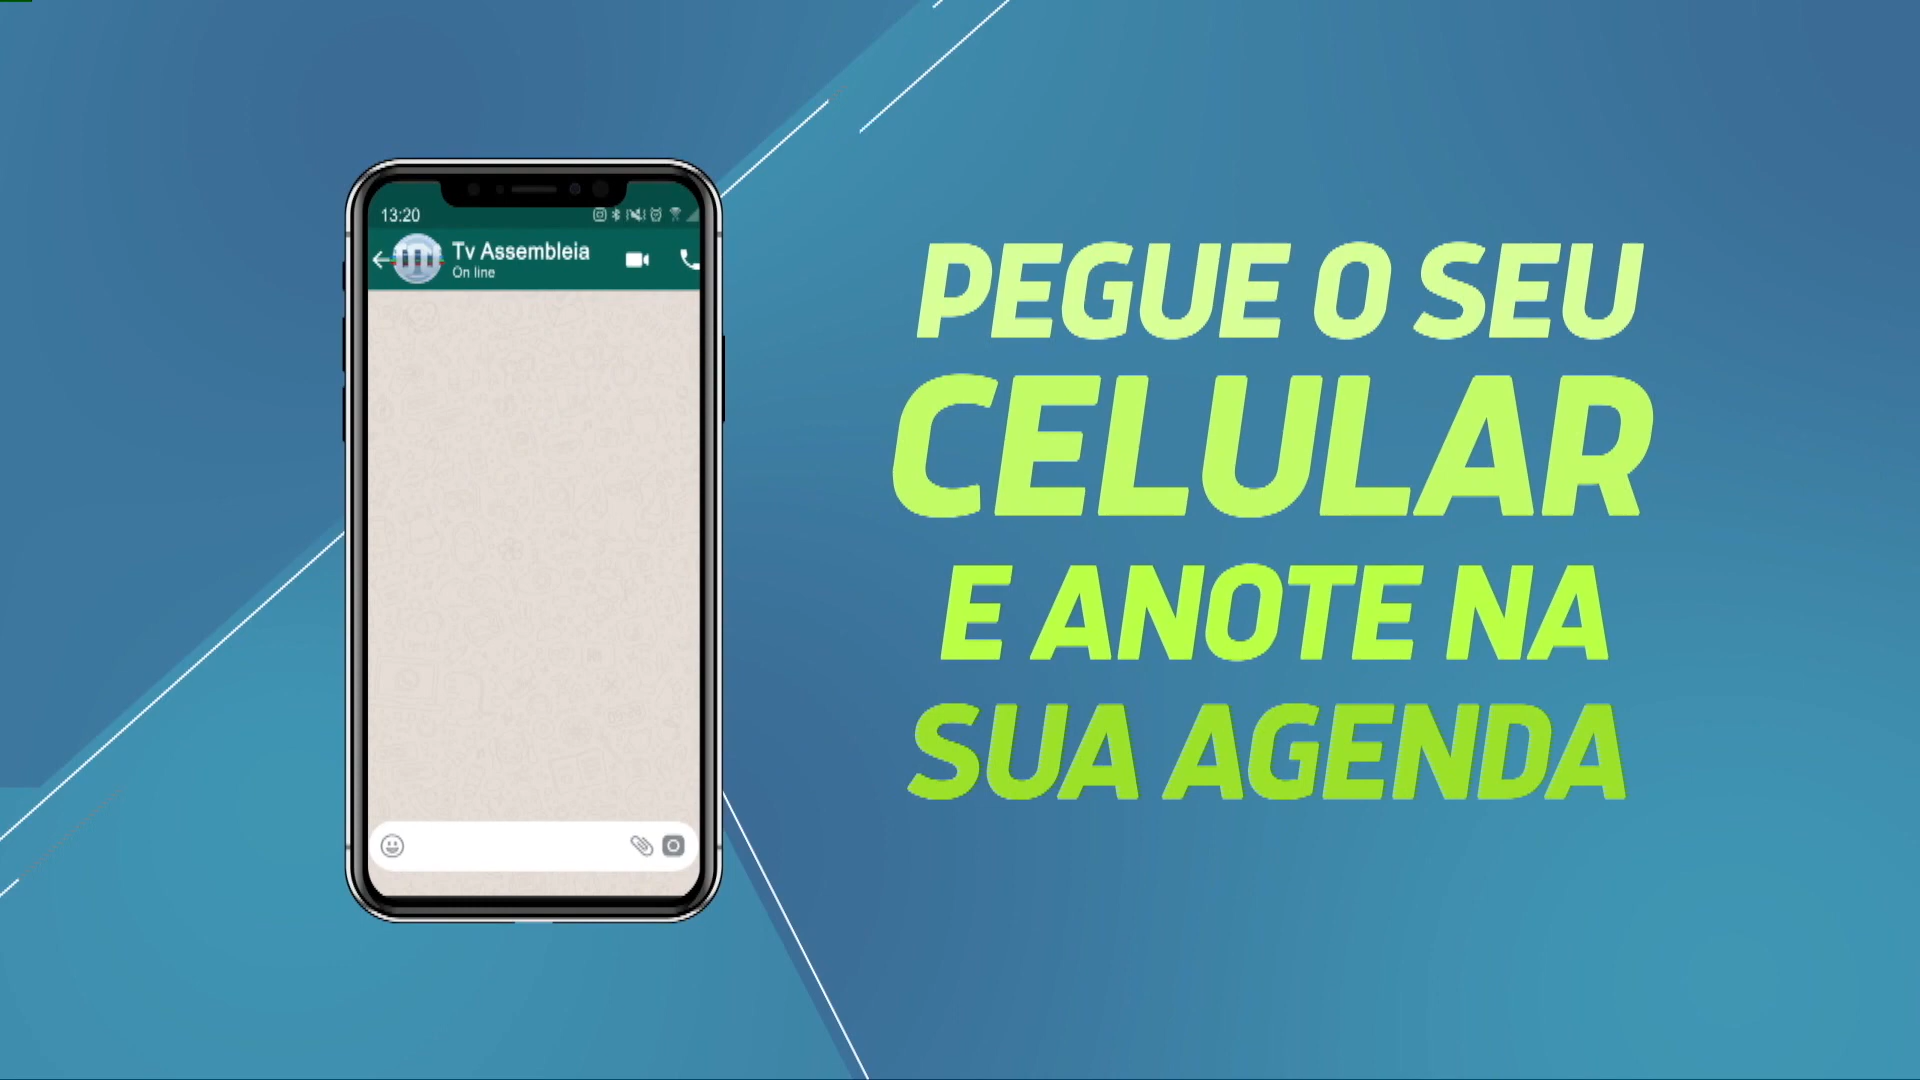 13:20
Tv Assembleia
On line
PEGUE O SEU
CELULAR
E ANOTE NA
SUA AGENDA